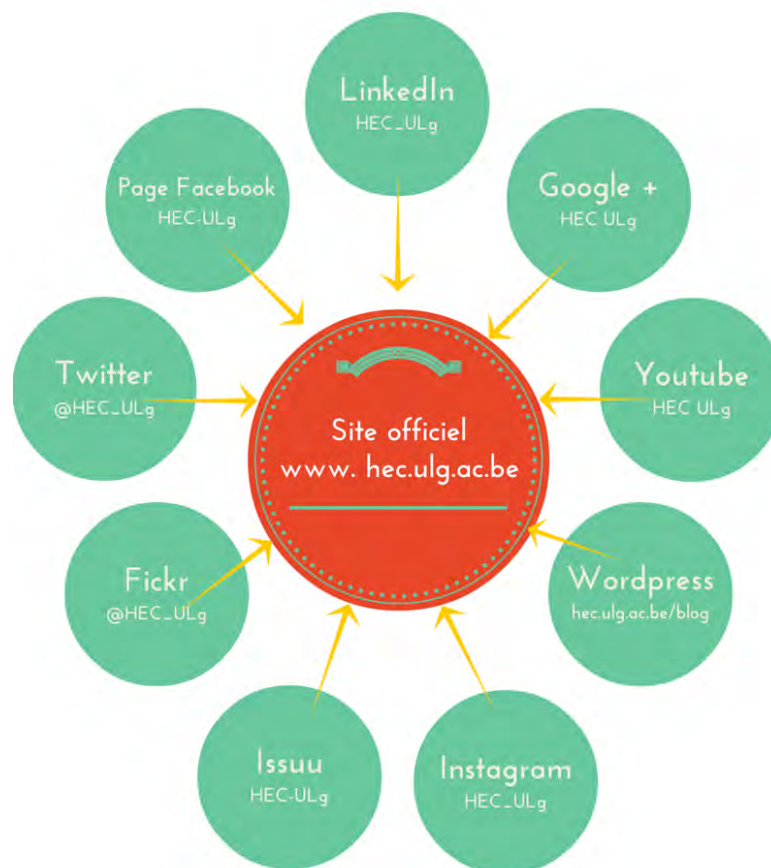 LinkedIn
HEC_ULg
Page Facebook
HEC-ULg
Google +
HEC ULg
Twitter
@HEC_ULg
Youtube
HEC ULg
Site officiel
www. hec.ulg.ac.be
Fickr
@HEC_ULg
Wordpress
hec.ulg.ac.be/blog
Issuu
HEC-ULg
Instagram
HEC_ULg